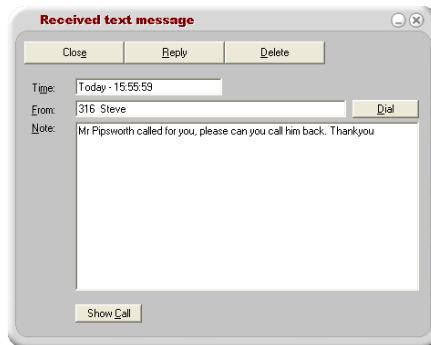 Received text message
Close Reply Delete
Time: Today - 15:55:59
From: 316 Steve Dial
Note: Mr Pipsworth called for you, please can you call him back. Thankyou
Show Call